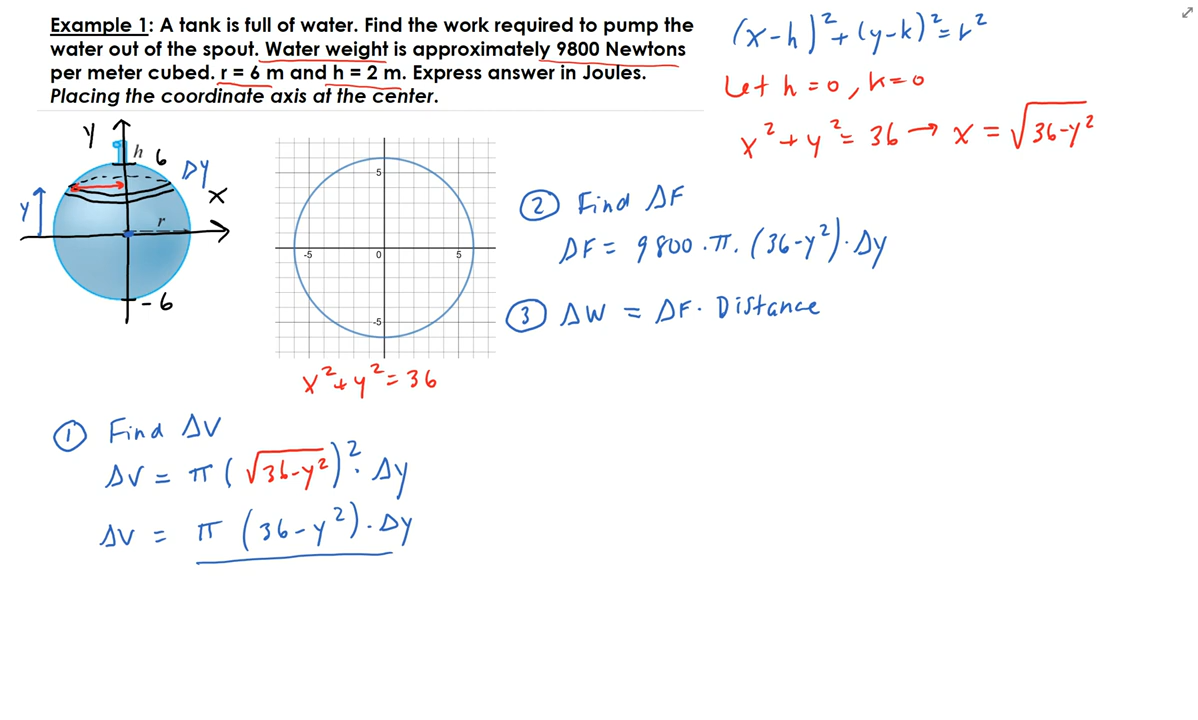 Example 1: A tank is full of water. Find the work required to pump the
water out of the spout. Water weight is approximately 9800 Newtons
per meter cubed. r = 6 m and h = 2 m. Express answer in Joules.
Placing the coordinate axis at the center.
(x-h)² + (y-k)² = r²
Let h = 0, k = 0
x² + y² = 36 → x = √36-y²
y
h 6
Δy
x
y
r
-6
5
-5 0 5
-5
x² + y² = 36
① Find ΔV
ΔV = π (√36-y²)² · Δy
ΔV = π (36-y²) · Δy
② Find ΔF
ΔF = 9800 · π · (36-y²) · Δy
③ ΔW = ΔF · Distance